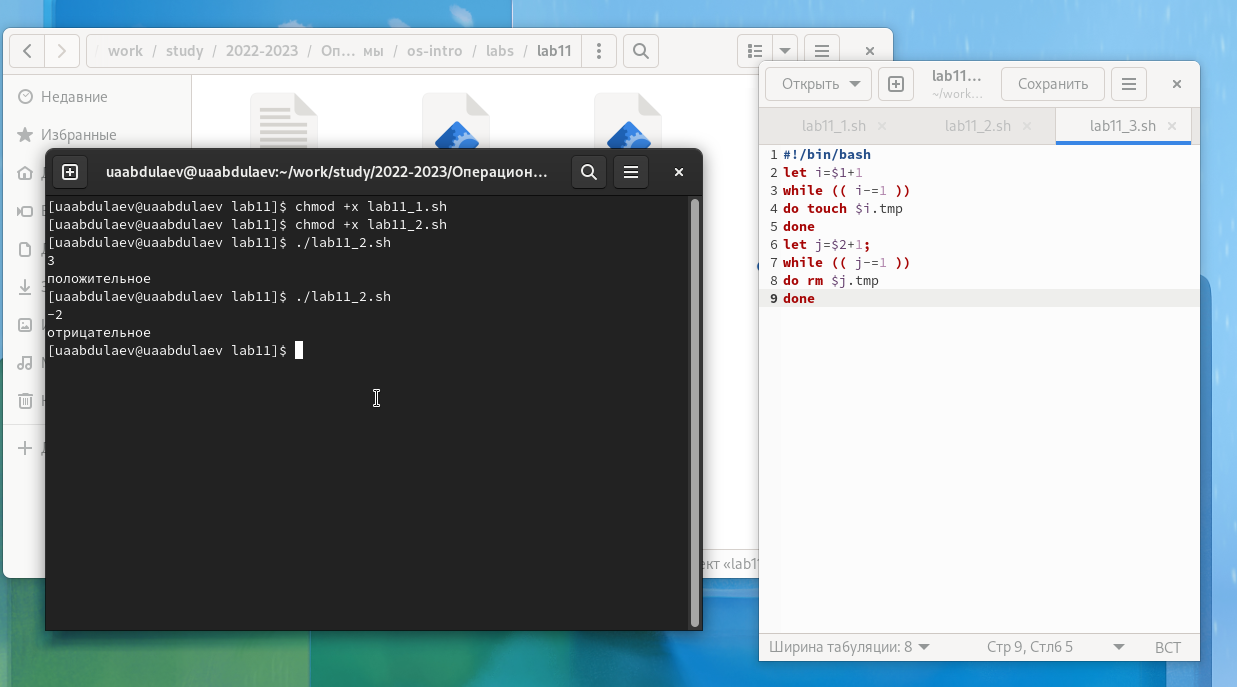 work / study / 2022-2023 / Оп... мы / os-intro / labs / lab11
Недавние
Избранные
ект «lab11
uaabdulaev@uaabdulaev:~/work/study/2022-2023/Операцион...
[uaabdulaev@uaabdulaev lab11]$ chmod +x lab11_1.sh
[uaabdulaev@uaabdulaev lab11]$ chmod +x lab11_2.sh
[uaabdulaev@uaabdulaev lab11]$ ./lab11_2.sh
3
положительное
[uaabdulaev@uaabdulaev lab11]$ ./lab11_2.sh
-2
отрицательное
[uaabdulaev@uaabdulaev lab11]$
Открыть
lab11...
~/work...
Сохранить
lab11_1.sh
lab11_2.sh
lab11_3.sh
1 #!/bin/bash
2 let i=$1+1
3 while (( i-=1 ))
4 do touch $i.tmp
5 done
6 let j=$2+1;
7 while (( j-=1 ))
8 do rm $j.tmp
9 done
Ширина табуляции: 8
Стр 9, Стлб 5
ВСТ